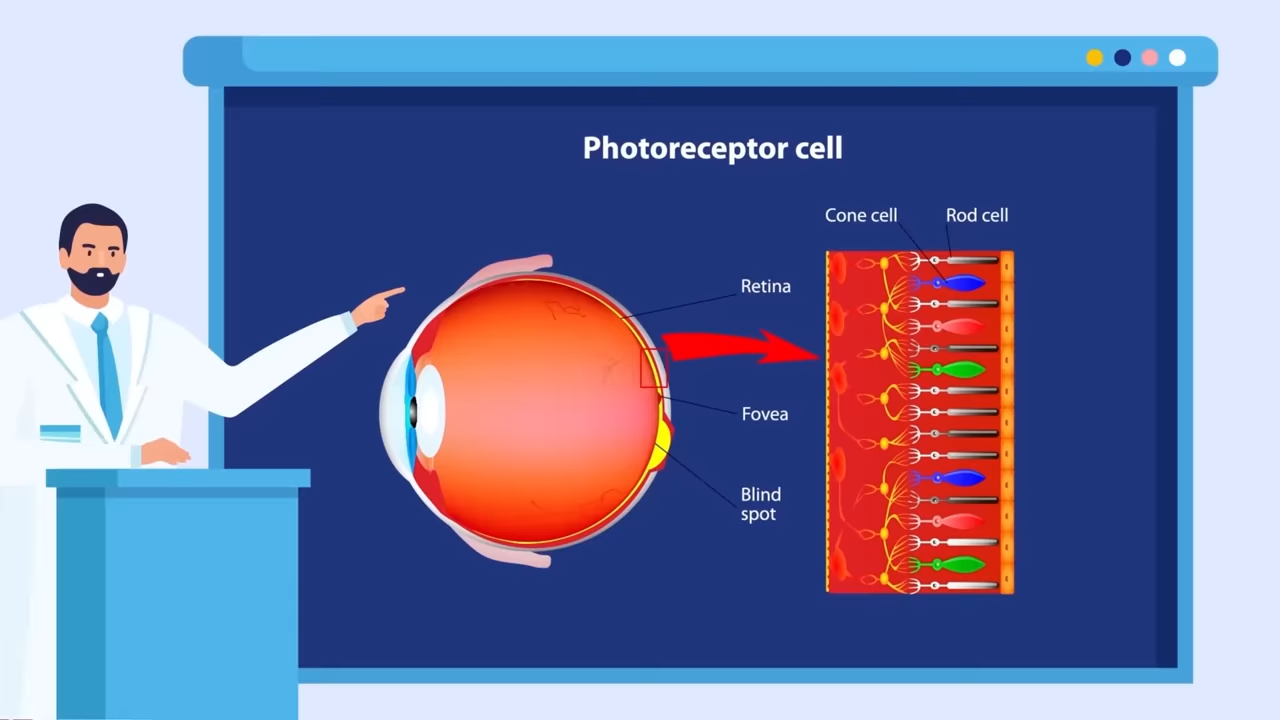 Photoreceptor cell
Cone cell
Rod cell
Retina
Fovea
Blind
spot